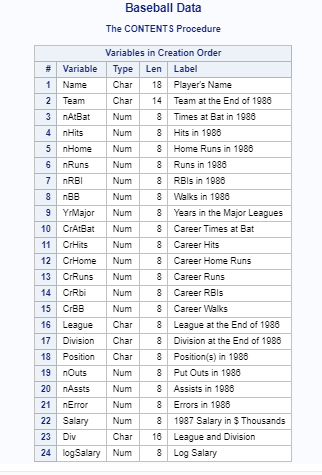 Baseball Data
The CONTENTS Procedure
Variables in Creation Order
# Variable Type Len Label
1 Name Char 18 Player's Name
2 Team Char 14 Team at the End of 1986
3 nAtBat Num 8 Times at Bat in 1986
4 nHits Num 8 Hits in 1986
5 nHome Num 8 Home Runs in 1986
6 nRuns Num 8 Runs in 1986
7 nRBI Num 8 RBIs in 1986
8 nBB Num 8 Walks in 1986
9 YrMajor Num 8 Years in the Major Leagues
10 CrAtBat Num 8 Career Times at Bat
11 CrHits Num 8 Career Hits
12 CrHome Num 8 Career Home Runs
13 CrRuns Num 8 Career Runs
14 CrRbi Num 8 Career RBIs
15 CrBB Num 8 Career Walks
16 League Char 8 League at the End of 1986
17 Division Char 8 Division at the End of 1986
18 Position Char 8 Position(s) in 1986
19 nOuts Num 8 Put Outs in 1986
20 nAssts Num 8 Assists in 1986
21 nError Num 8 Errors in 1986
22 Salary Num 8 1987 Salary in $ Thousands
23 Div Char 16 League and Division
24 logSalary Num 8 Log Salary